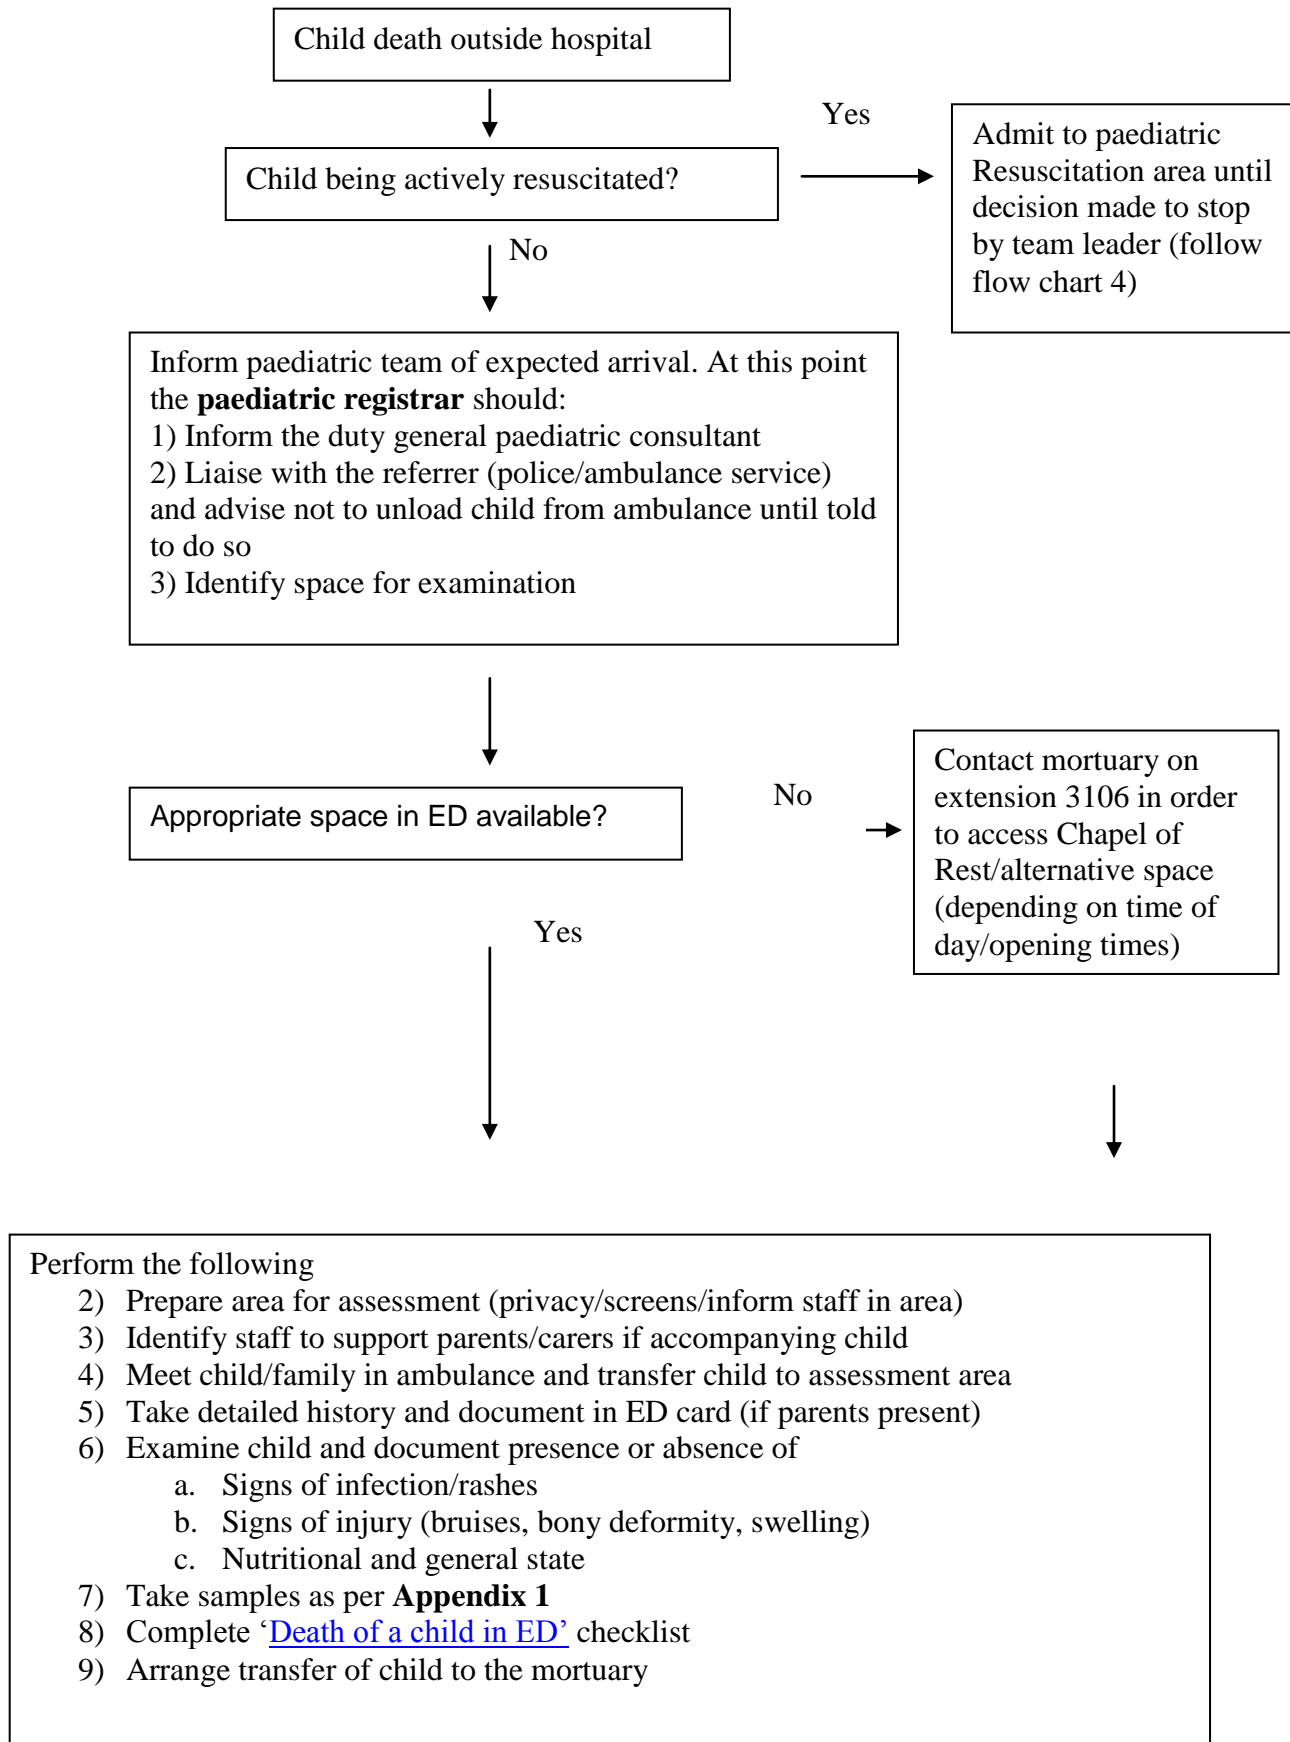 Child death outside hospital
Yes
Child being actively resuscitated?
Admit to paediatric
Resuscitation area until
decision made to stop
by team leader (follow
flow chart 4)
No
Inform paediatric team of expected arrival. At this point
the paediatric registrar should:
1) Inform the duty general paediatric consultant
2) Liaise with the referrer (police/ambulance service)
and advise not to unload child from ambulance until told
to do so
3) Identify space for examination
Appropriate space in ED available?
No
Contact mortuary on
extension 3106 in order
to access Chapel of
Rest/alternative space
(depending on time of
day/opening times)
Yes
Perform the following
2) Prepare area for assessment (privacy/screens/inform staff in area)
3) Identify staff to support parents/carers if accompanying child
4) Meet child/family in ambulance and transfer child to assessment area
5) Take detailed history and document in ED card (if parents present)
6) Examine child and document presence or absence of
a. Signs of infection/rashes
b. Signs of injury (bruises, bony deformity, swelling)
c. Nutritional and general state
7) Take samples as per Appendix 1
8) Complete ‘Death of a child in ED’ checklist
9) Arrange transfer of child to the mortuary